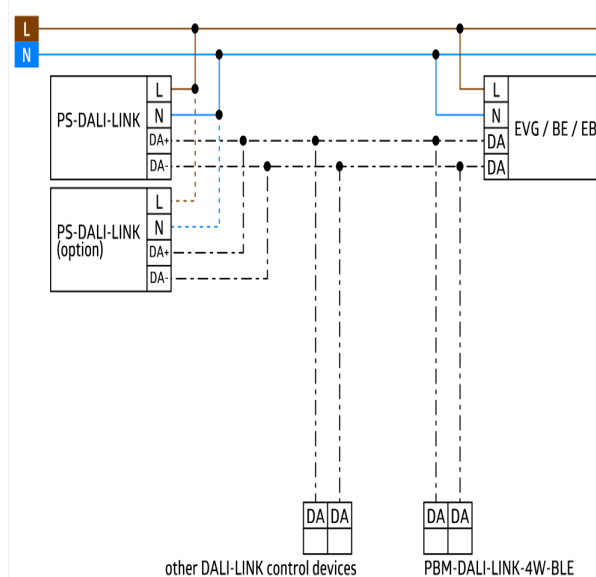 L
N
PS-DALI-LINK
L
N
DA+
DA-
L
N
DA
DA
EVG / BE / EB
PS-DALI-LINK
(option)
L
N
DA+
DA-
DA DA
DA DA
other DALI-LINK control devices
PBM-DALI-LINK-4W-BLE